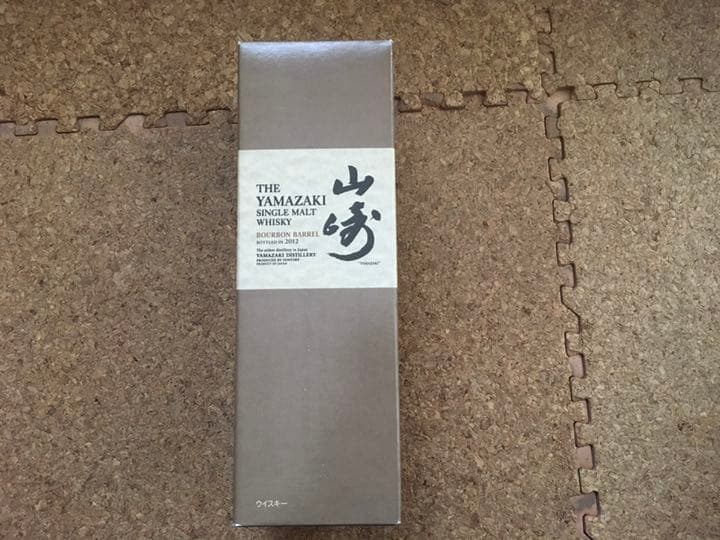 THE
YAMAZAKI
SINGLE MALT
WHISKY
BOURBON BARREL
BOTTLED IN 2012
The oldest distillery in Japan
YAMAZAKI DISTILLERY
PRODUCED BY SUNTORY
PRODUCT OF JAPAN
山崎
"YAMAZAKI"
ウイスキー